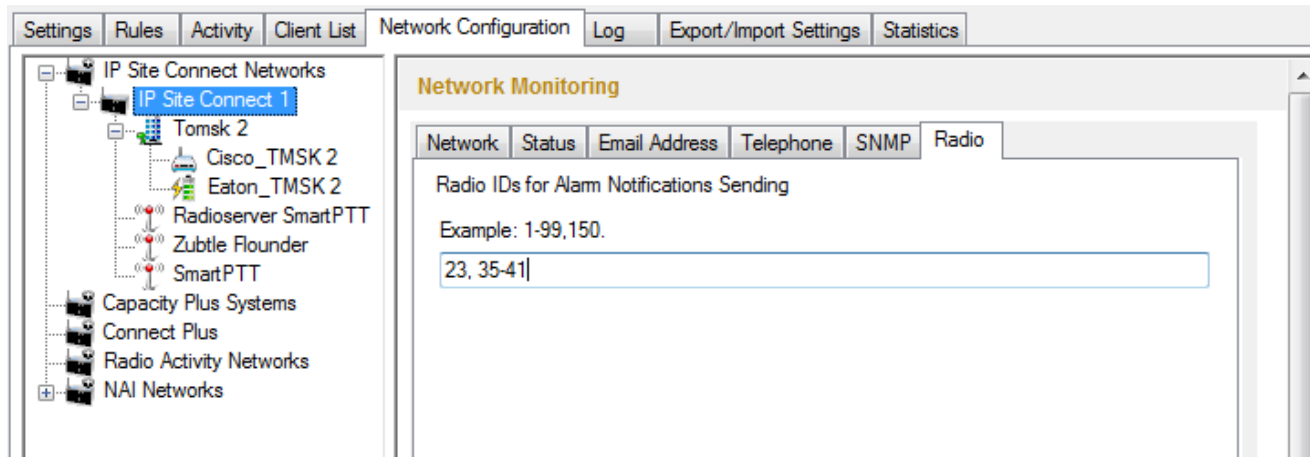 Settings Rules Activity Client List Network Configuration Log Export/Import Settings Statistics
IP Site Connect Networks
IP Site Connect 1
Tomsk 2
Cisco_TMSK 2
Eaton_TMSK 2
Radioserver SmartPTT
Zubtle Flounder
SmartPTT
Capacity Plus Systems
Connect Plus
Radio Activity Networks
NAI Networks
Network Monitoring
Network Status Email Address Telephone SNMP Radio
Radio IDs for Alarm Notifications Sending
Example: 1-99,150.
23, 35-41